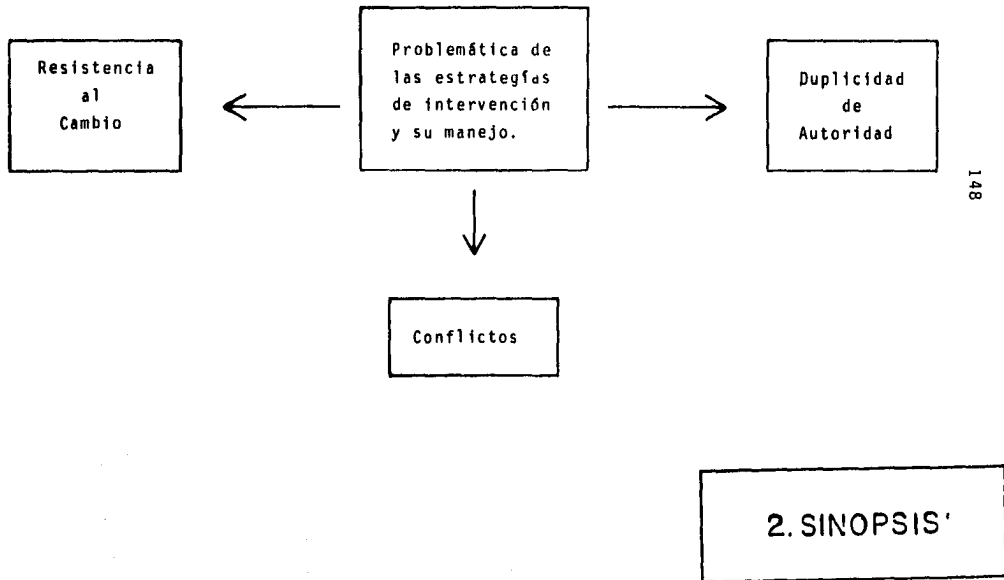 Resistencia
al
Cambio
Problemática de
las estrategías
de intervención
y su manejo.
Duplicidad
de
Autoridad
148
Conflictos
2. SINOPSIS'